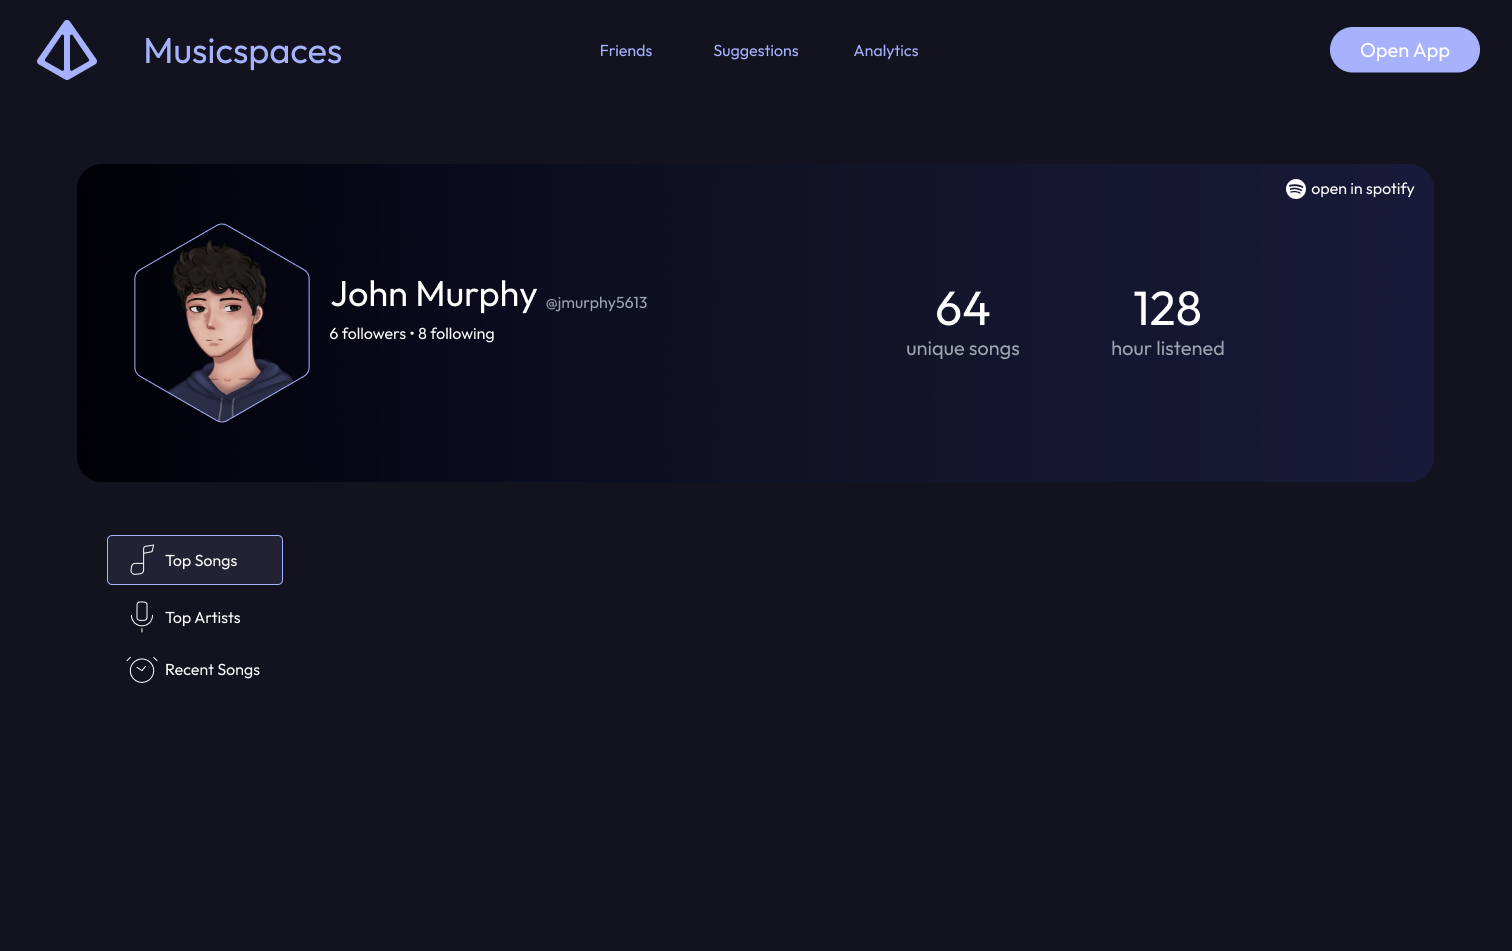 Musicspaces
Friends
Suggestions
Analytics
Open App
open in spotify
John Murphy @jmurphy5613
6 followers • 8 following
64
unique songs
128
hour listened
Top Songs
Top Artists
Recent Songs